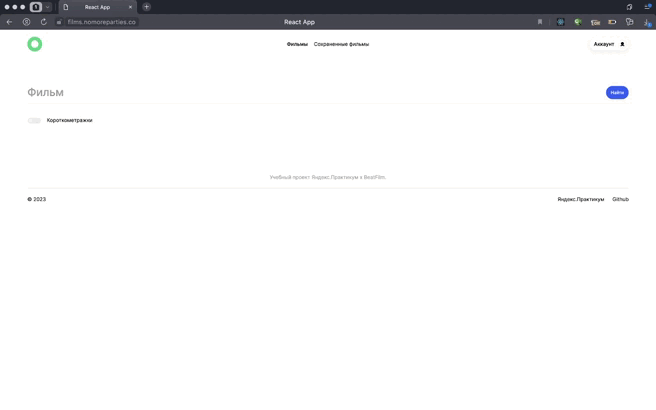 React App
films.nomoreparties.co
React App
Фильмы Сохраненные фильмы
Аккаунт
Фильм
Найти
Короткометражки
Учебный проект Яндекс.Практикум х BeatFilm.
© 2023
Яндекс.Практикум Github